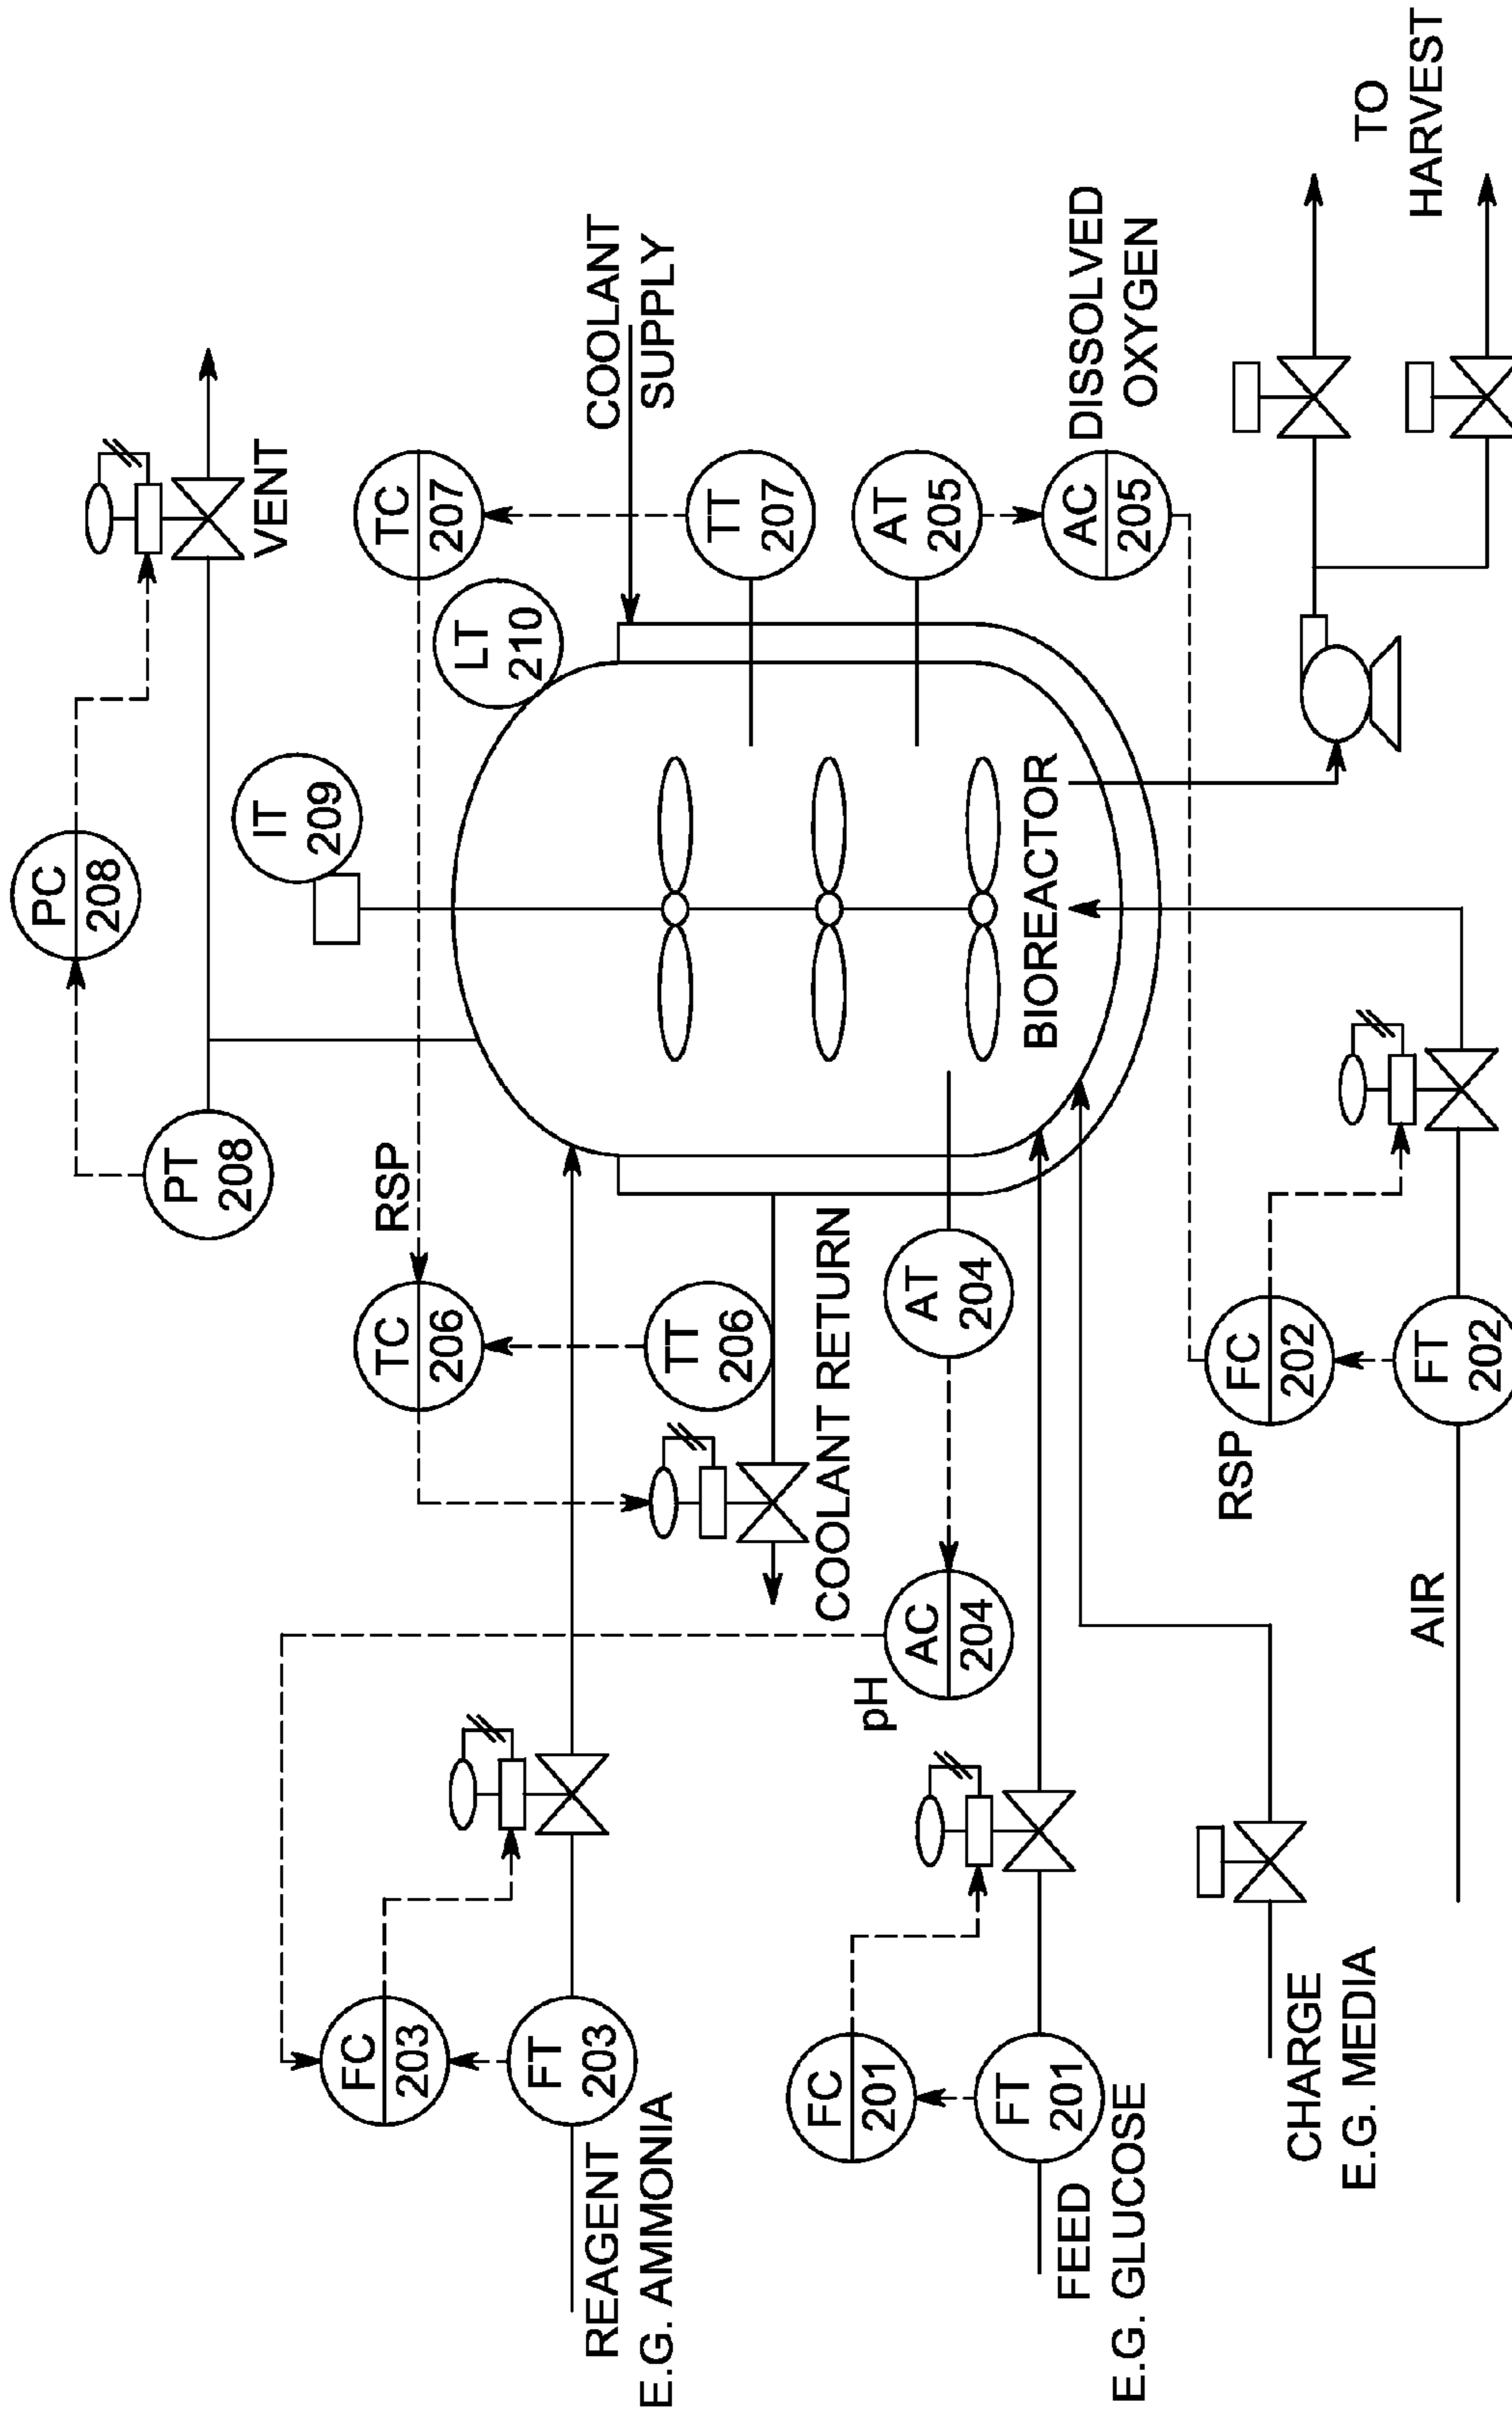 PC
208
VENT
PT
208
IT
209
RSP
TC
207
TC
206
LT
210
COOLANT
SUPPLY
REAGENT
E.G. AMMONIA
FC
203
FT
203
TT
206
TT
207
COOLANT RETURN
AT
205
AT
204
AC
204
pH
DISSOLVED
OXYGEN
AC
205
BIOREACTOR
FC
201
FT
201
FEED
E.G. GLUCOSE
RSP
FC
202
FT
202
AIR
CHARGE
E.G. MEDIA
TO
HARVEST